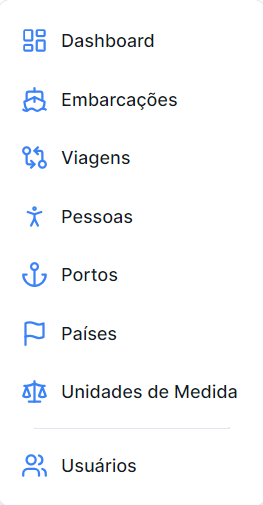 Dashboard
Embarcações
Viagens
Pessoas
Portos
Países
Unidades de Medida
Usuários